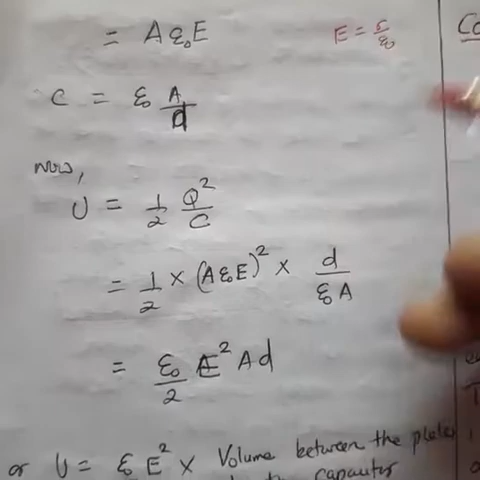 = Aε₀E
E = σ/ε₀
C = ε₀ A/d
now,
U = 1/2 Q²/C
= 1/2 × (Aε₀E)² × d/ε₀A
= ε₀/2 E² Ad
or U = ε₀ E² × Volume between the plates
capacitor